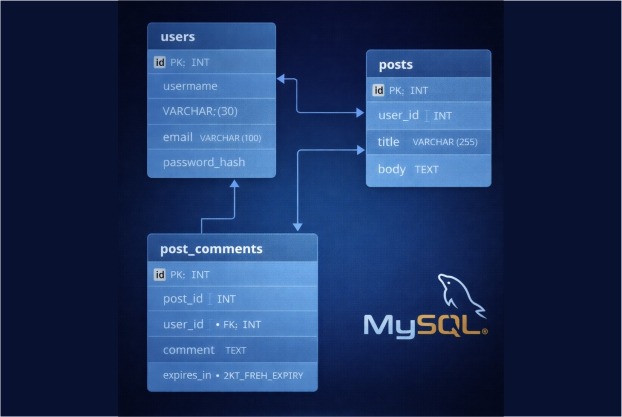 users
id PK: INT
usermame
VARCHAR:(30)
email VARCHAR (100)
password_hash
posts
id PK: INT
user_id | INT
title VARCHAR (255)
body TEXT
post_comments
id PK: INT
post_id | INT
user_id • FK: INT
comment TEXT
expires_in • 2KT_FREH_EXPIRY
MySQL®